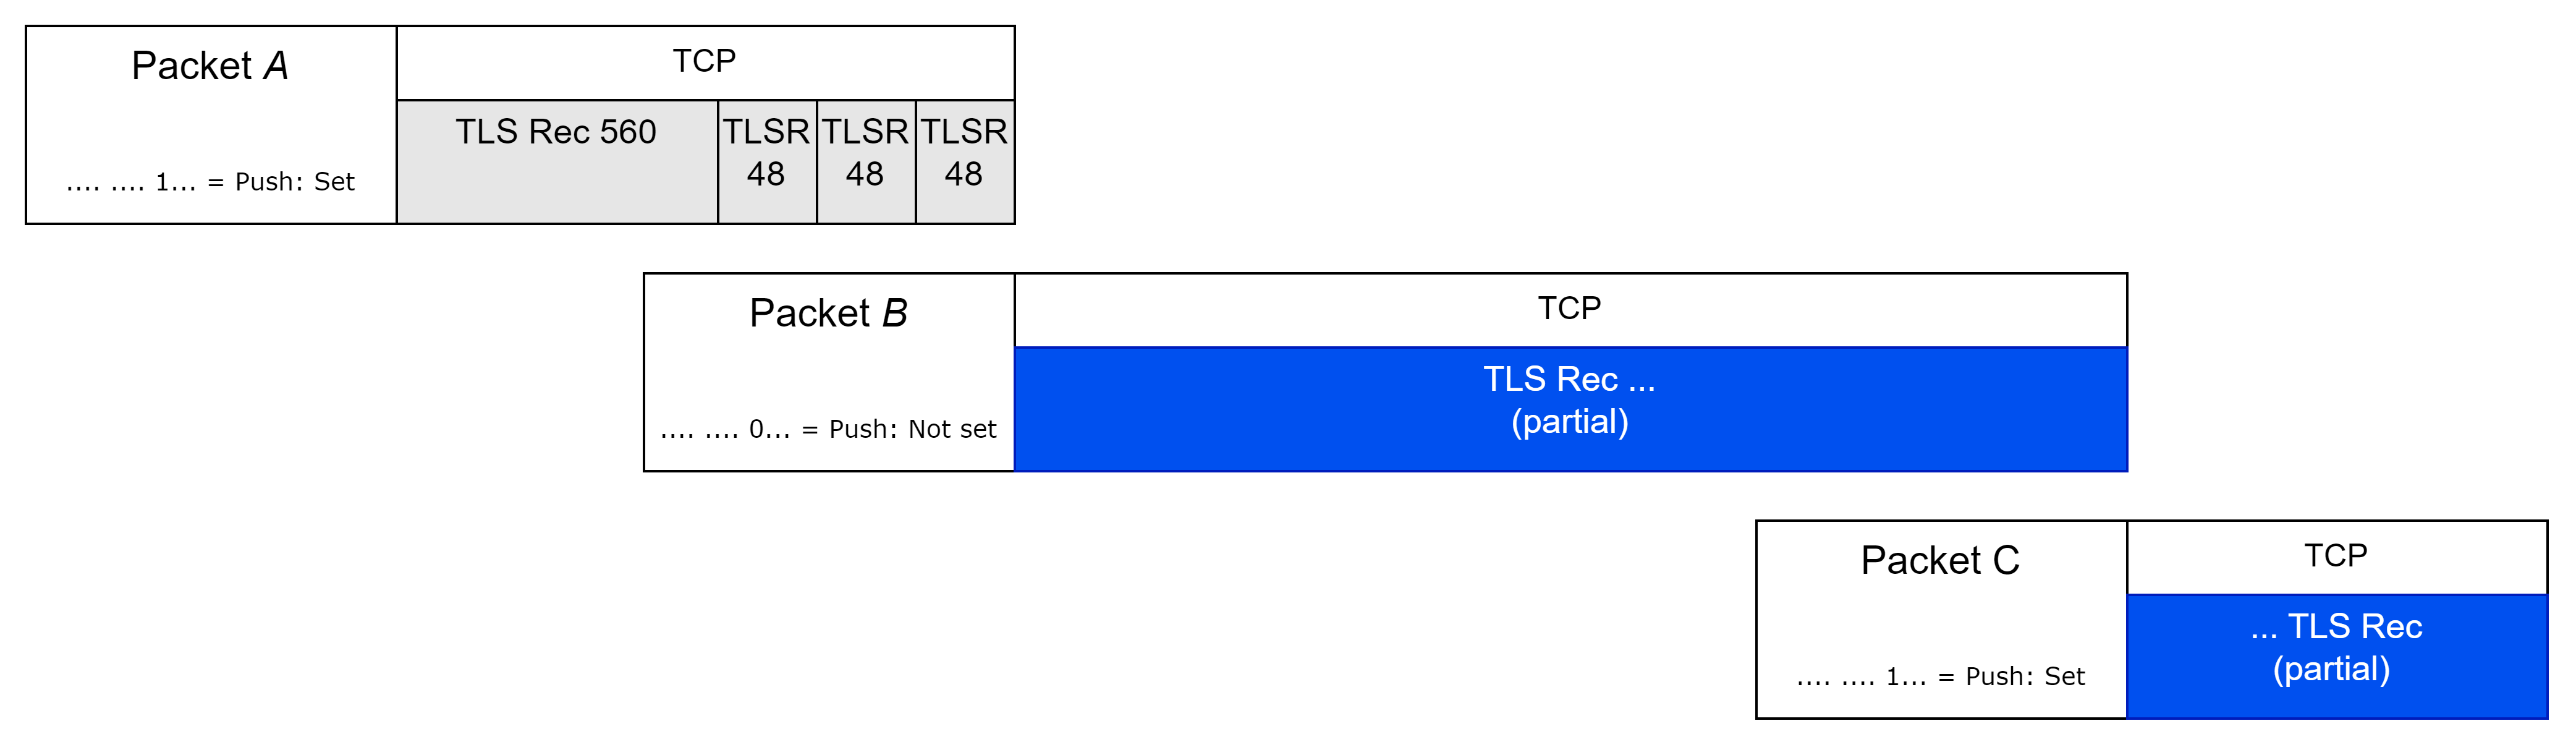 Packet A
TCP
TLS Rec 560
TLSR
48
TLSR
48
TLSR
48
.... .... 1... = Push: Set
Packet B
TCP
TLS Rec ...
(partial)
.... .... 0... = Push: Not set
Packet C
TCP
... TLS Rec
(partial)
.... .... 1... = Push: Set